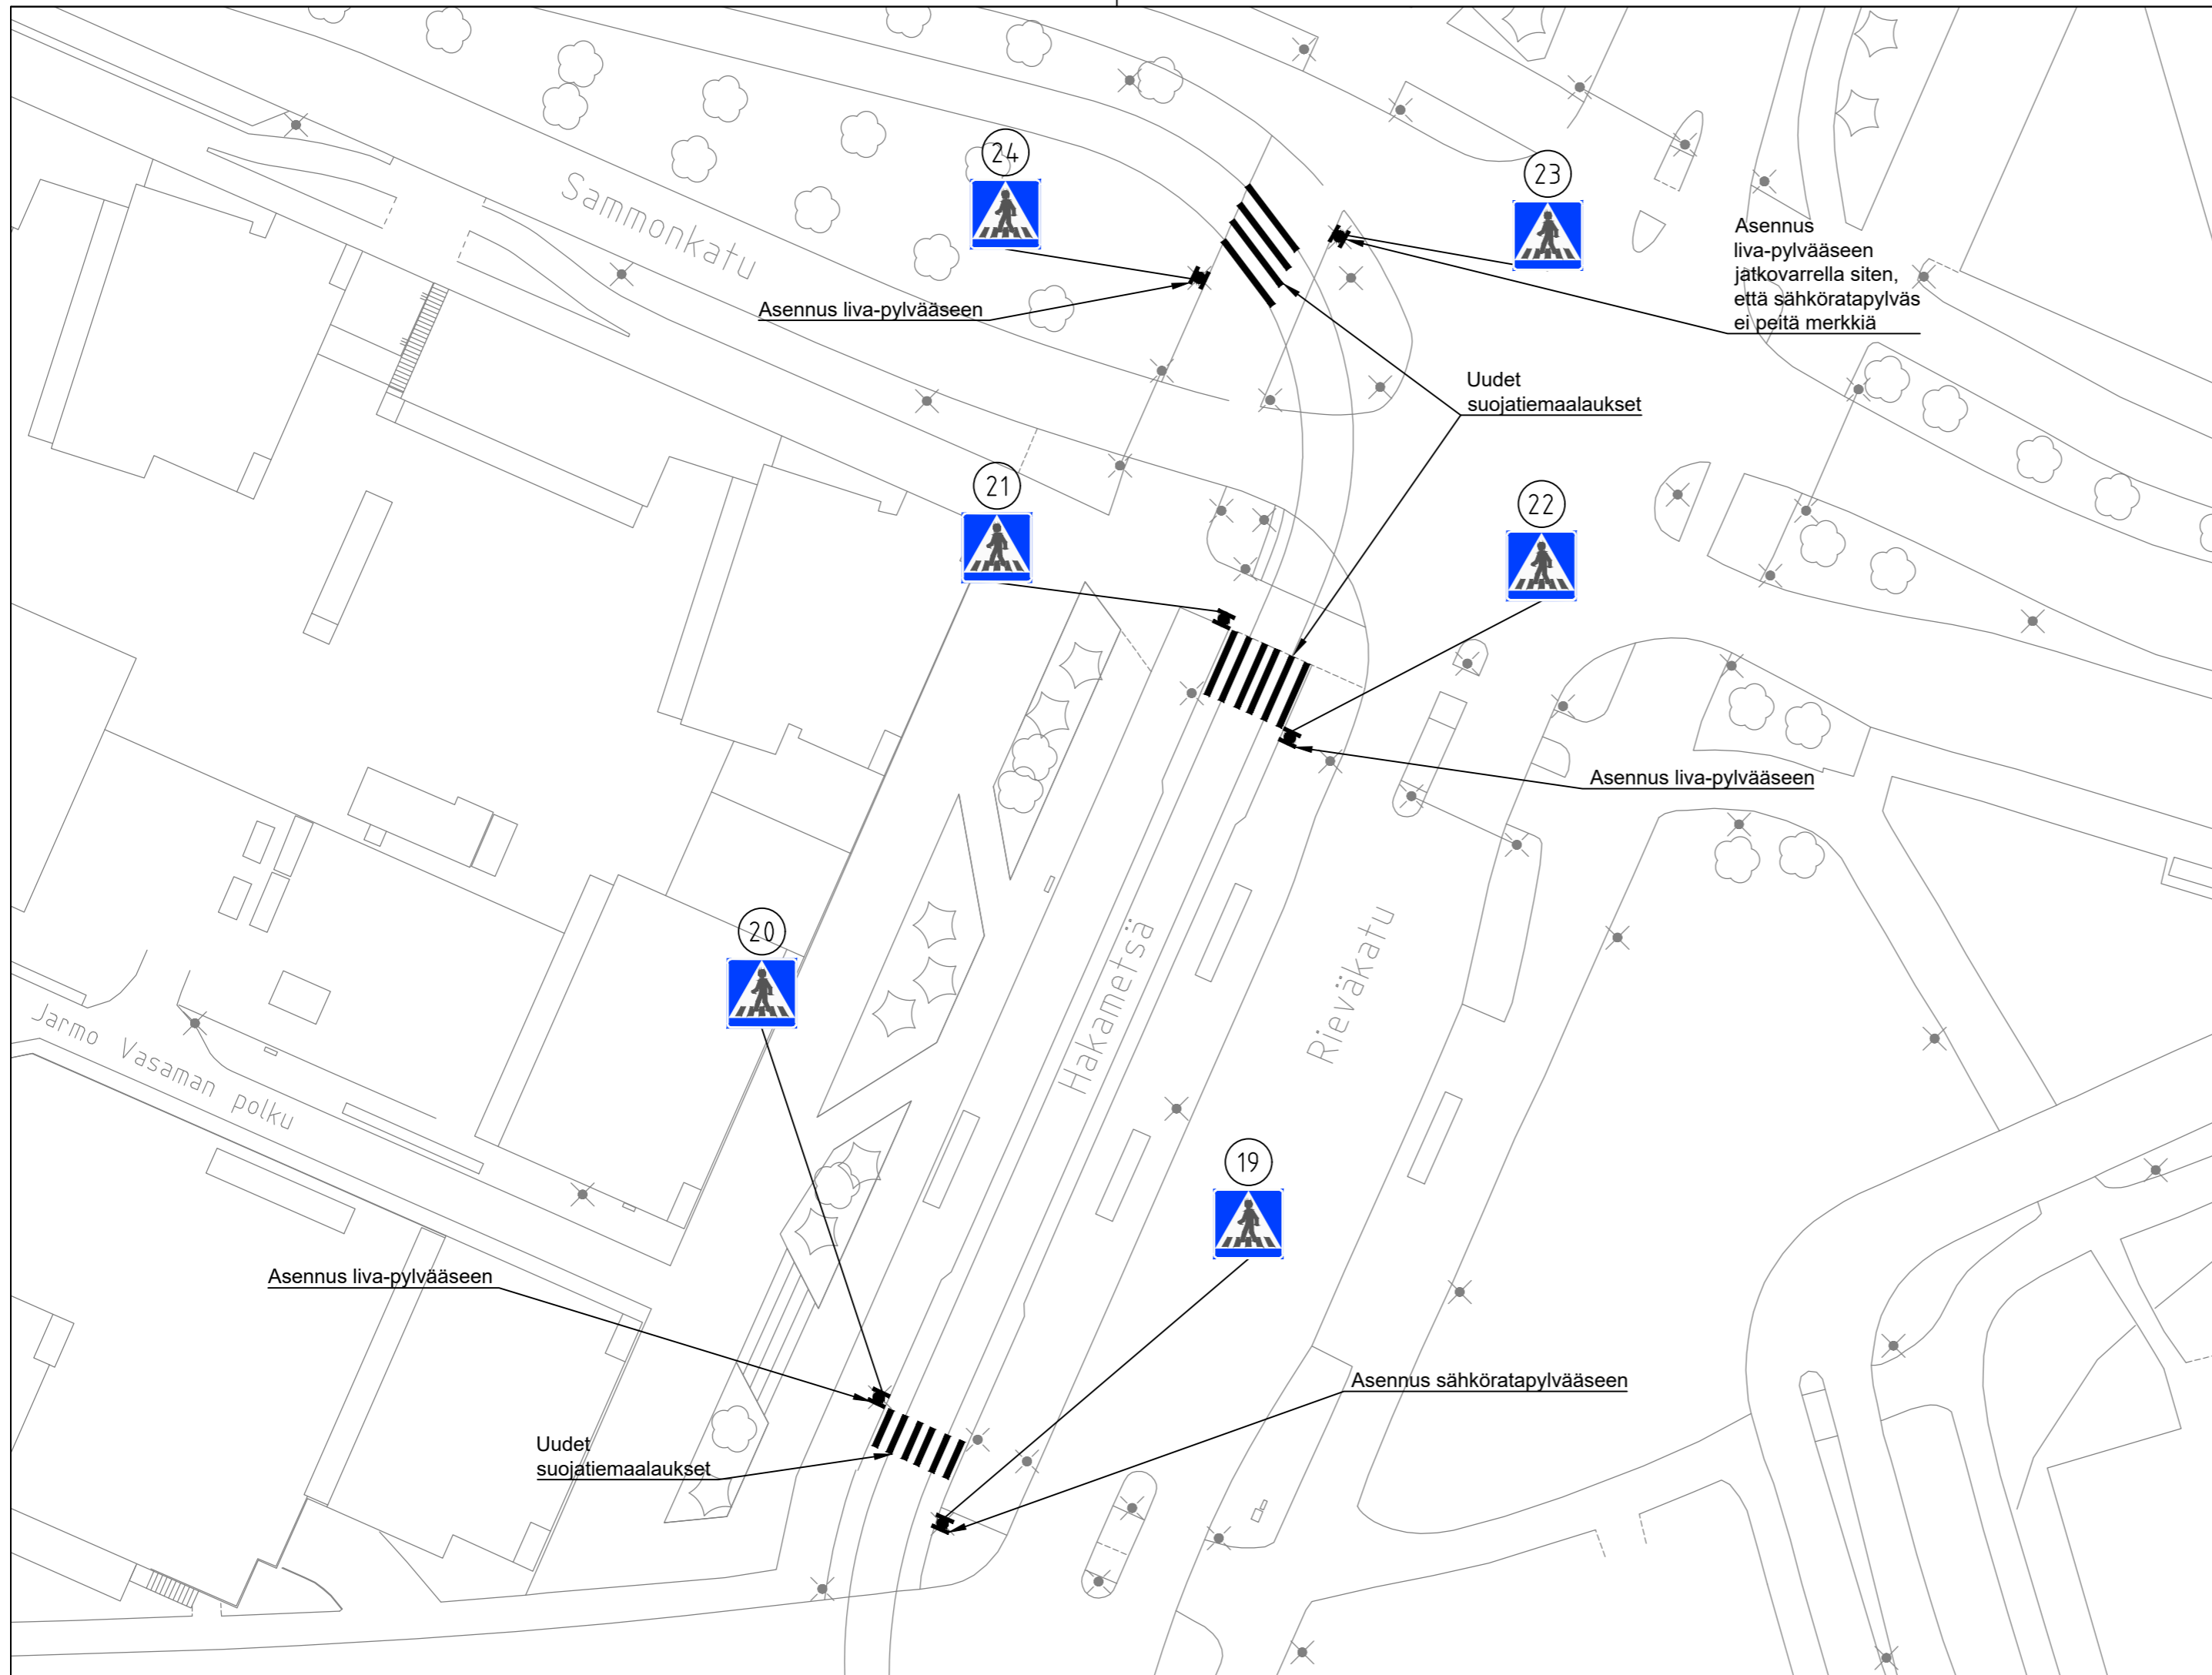 24
23
Sammonkatu
Asennus
liva-pylvääseen
jatkovarrella siten,
että sähköratapylväs
ei peitä merkkiä
Asennus liva-pylvääseen
Uudet
suojatiemaalaukset
21
22
Asennus liva-pylvääseen
20
Hakametsä
Rieväkatu
Jarmo Vasaman polku
19
Asennus liva-pylvääseen
Asennus sähköratapylvääseen
Uudet
suojatiemaalaukset